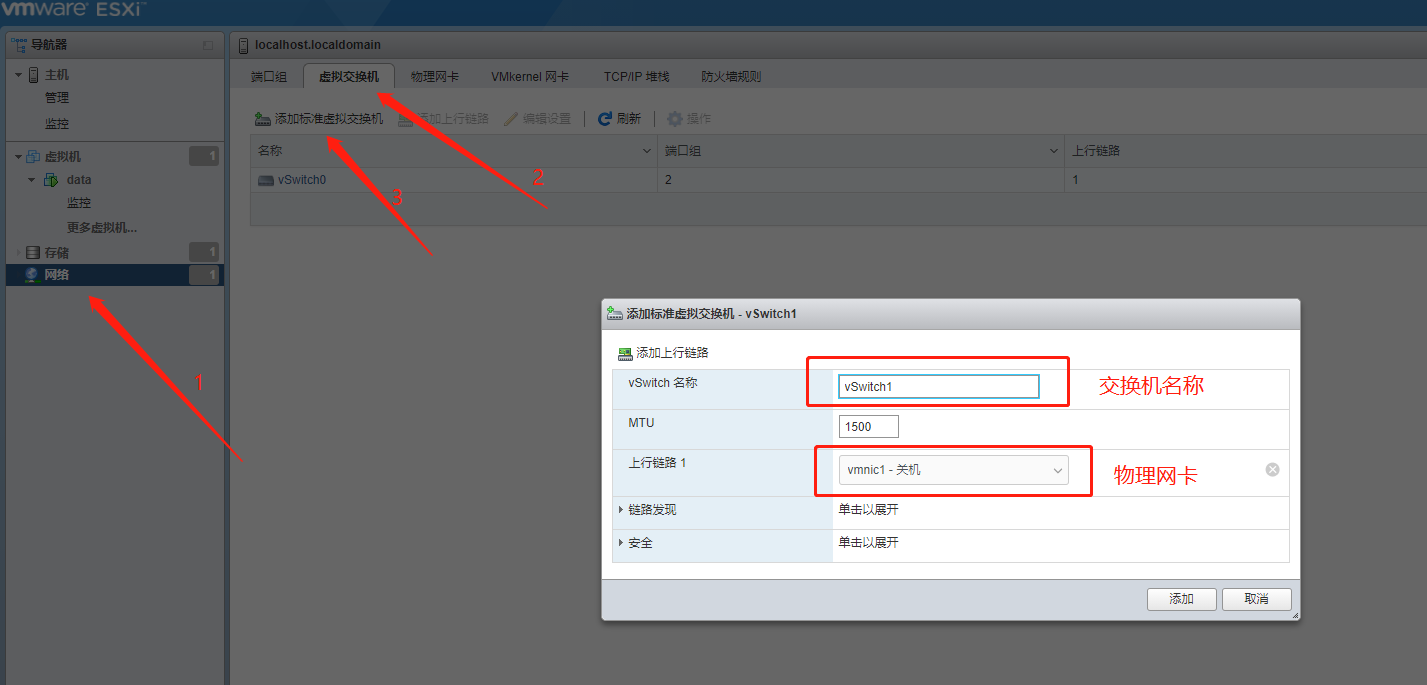 vmware ESXi™
导航器
主机
管理
监控
虚拟机 1
data
监控
更多虚拟机...
存储 1
网络 1
1
localhost.localdomain
端口组 虚拟交换机 物理网卡 VMkernel 网卡 TCP/IP 堆栈 防火墙规则
添加标准虚拟交换机 添加上行链路 编辑设置 刷新 操作
名称 端口组 上行链路
vSwitch0 2 1
2
3
添加标准虚拟交换机 - vSwitch1
添加上行链路
vSwitch 名称 vSwitch1 交换机名称
MTU 1500
上行链路 1 vmnic1 - 关机 物理网卡
链路发现 单击以展开
安全 单击以展开
添加 取消